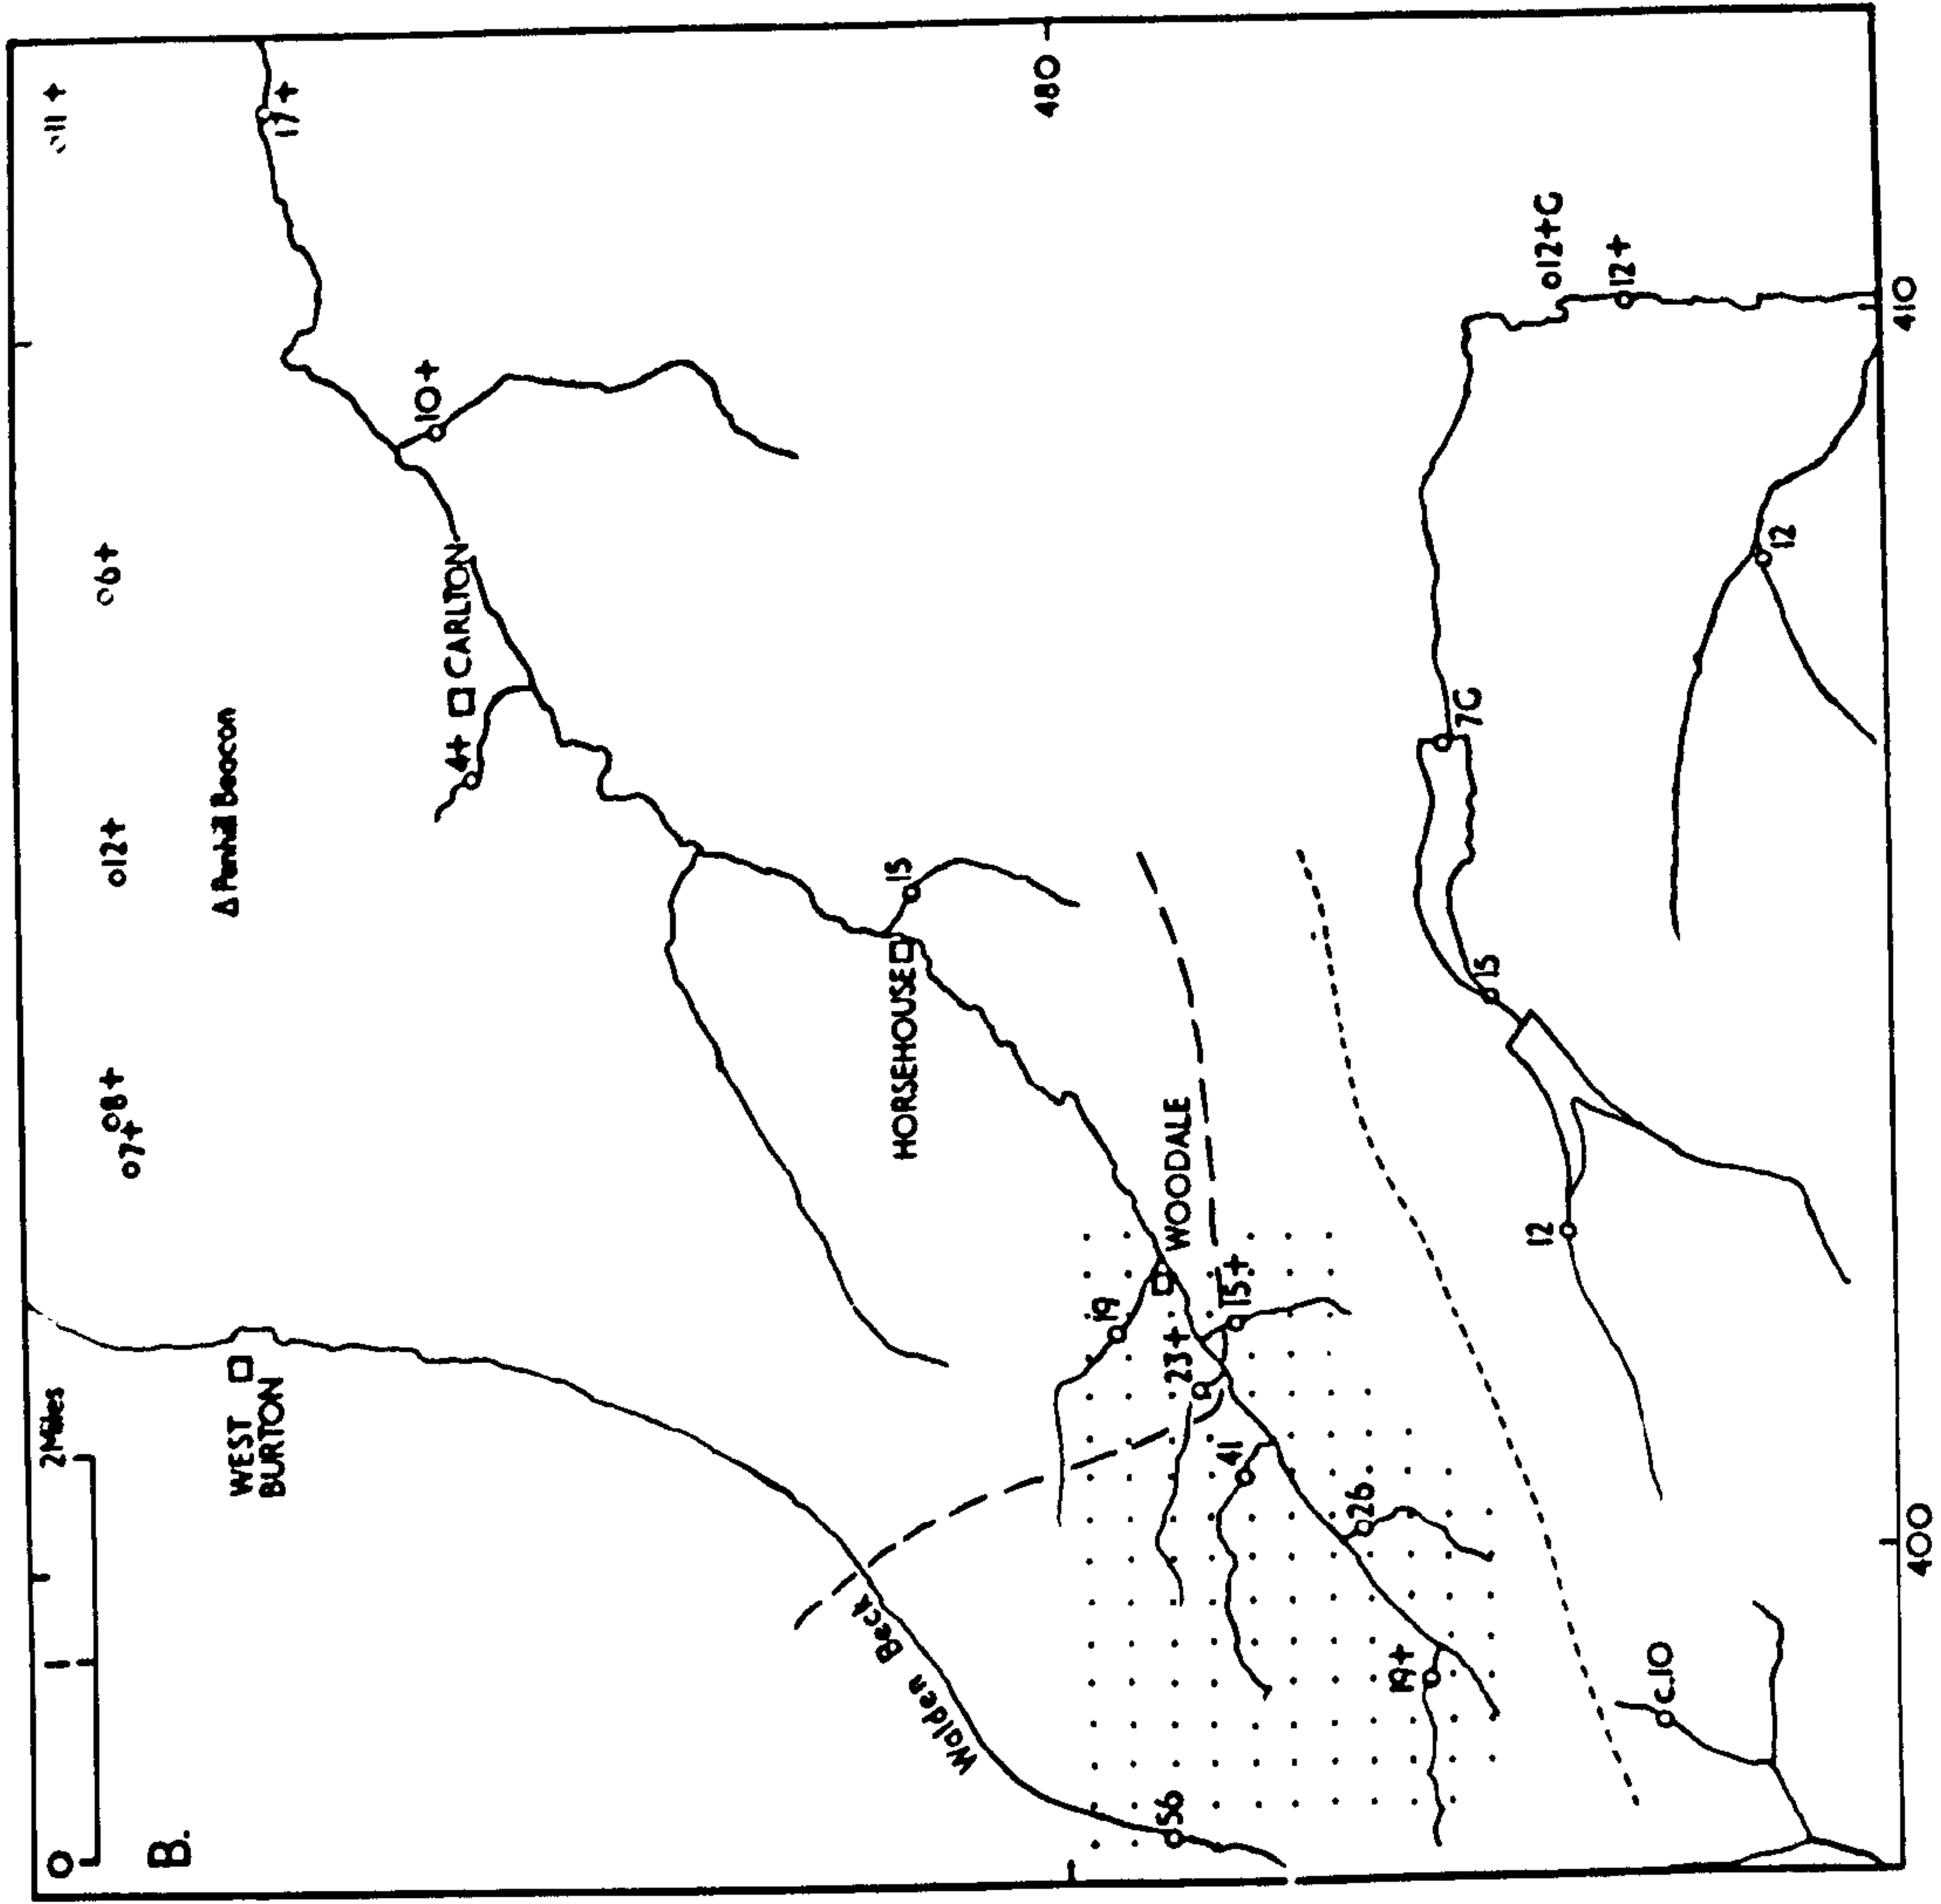 B.
0
1
2 Miles
WEST
BURTON
o7+
o8+
o12+
Δ Penhill Beacon
o6+
o11+
17+
10+
4+
CARLTON
15
HORSEHOUSE
480
WOODALE
19
23+
15+
41
26
19+
56
Walden Beck
12
15
7G
o12+G
12+
12
c.10
400
410